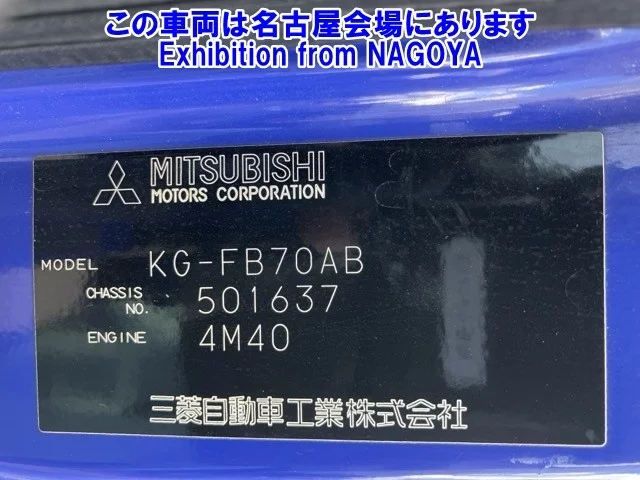 この車両は名古屋会場にあります
Exhibition from NAGOYA
MITSUBISHI
MOTORS CORPORATION
MODEL KG-FB70AB
CHASSIS NO. 501637
ENGINE 4M40
三菱自動車工業株式会社